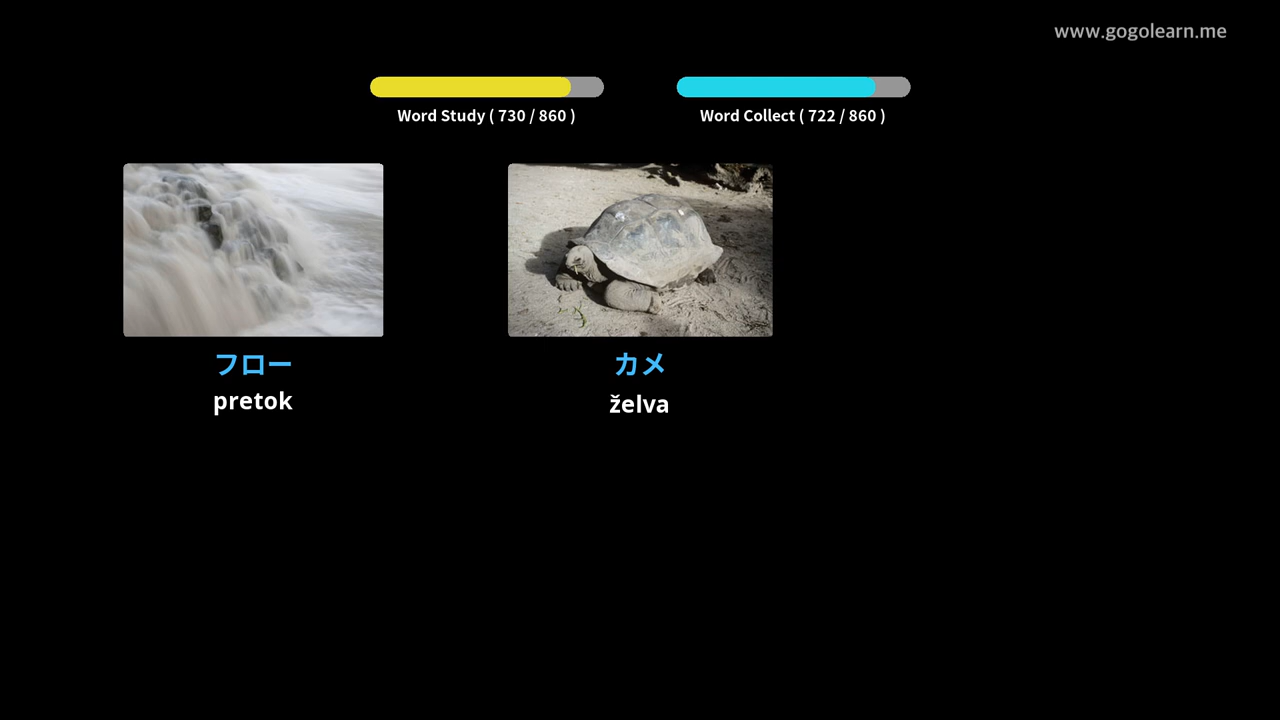 www.gogolearn.me
Word Study ( 730 / 860 )
Word Collect ( 722 / 860 )
フロー
pretok
カメ
želva